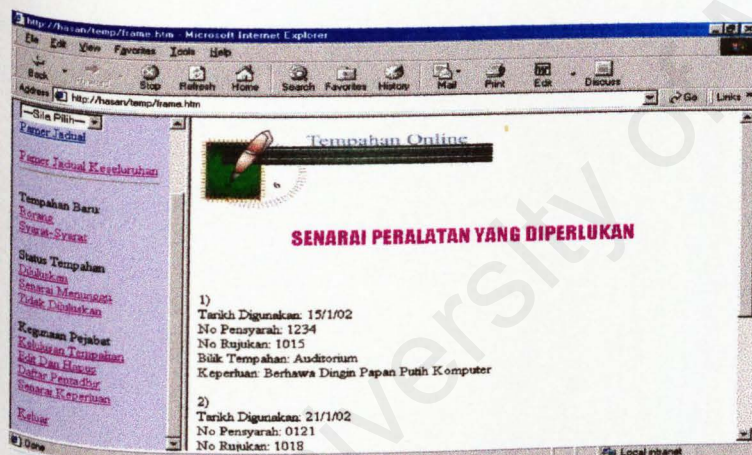 http://hasan/temp/frame.htm - Microsoft Internet Explorer
File Edit View Favorites Tools Help
Back Stop Refresh Home Search Favorites History Mail Print Edit Discuss
Address http://hasan/temp/frame.htm Go Links
--Sila Pilih--
Paparr Jadual
Paparr Jadual Keseluruhan
Tempahan Baru:
Borang
Syarat-Syarat
Status Tempahan
Diluluskan
Senarai Menunggu
Tidak Diluluskan
Kegunaan Pejabat
Kelulusan Tempahan
Edit Dan Hapus
Daftar Pentadbir
Senarai Keperluan
Keluar
Tempahan Online
SENARAI PERALATAN YANG DIPERLUKAN
1)
Tarikh Digunakan: 15/1/02
No Pensyarah: 1234
No Rujukan: 1015
Bilik Tempahan: Auditorium
Keperluan: Berhawa Dingin Papan Putih Komputer
2)
Tarikh Digunakan: 21/1/02
No Pensyarah: 0121
No Rujukan: 1018
Done
Local intranet